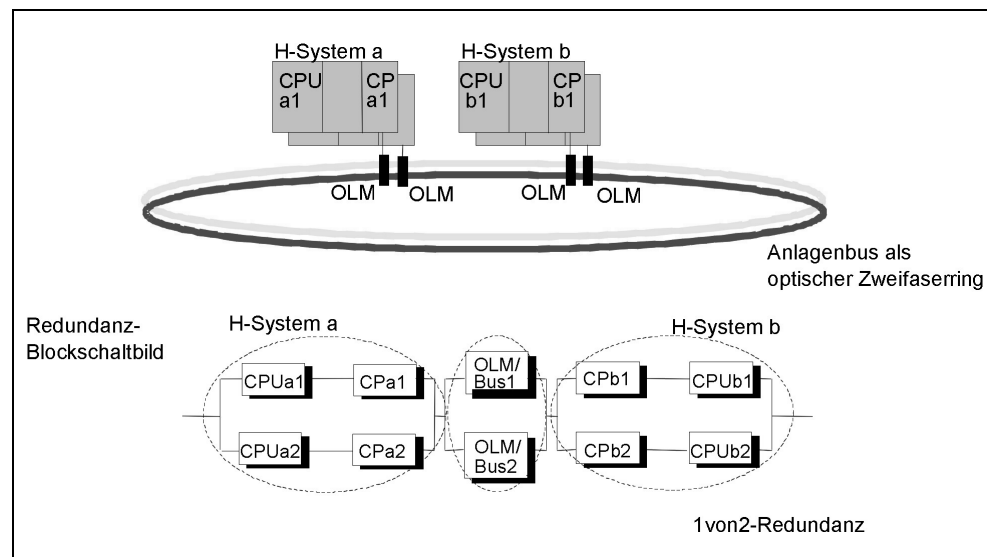 H-System a
H-System b
CPU
a1
CP
a1
CPU
b1
CP
b1
OLM
OLM
OLM
OLM
Anlagenbus als
optischer Zweifaserring
Redundanz-
Blockschaltbild
H-System a
H-System b
CPUa1
CPa1
OLM/
Bus1
CPb1
CPUb1
CPUa2
CPa2
OLM/
Bus2
CPb2
CPUb2
1von2-Redundanz